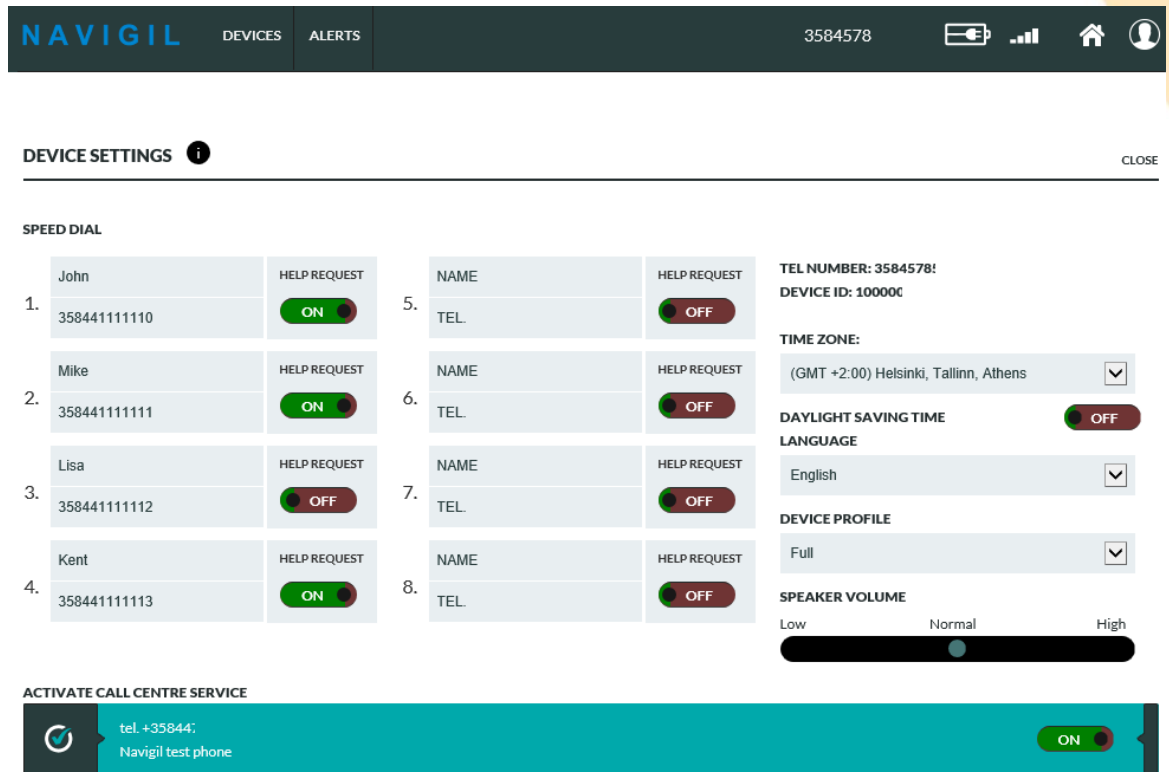 NAVIGIL DEVICES ALERTS 3584578
DEVICE SETTINGS i CLOSE
SPEED DIAL
1.
John
358441111110
HELP REQUEST
ON
2.
Mike
358441111111
HELP REQUEST
ON
3.
Lisa
358441111112
HELP REQUEST
OFF
4.
Kent
358441111113
HELP REQUEST
ON
5.
NAME
TEL.
HELP REQUEST
OFF
6.
NAME
TEL.
HELP REQUEST
OFF
7.
NAME
TEL.
HELP REQUEST
OFF
8.
NAME
TEL.
HELP REQUEST
OFF
TEL NUMBER: 3584578
DEVICE ID: 100000
TIME ZONE:
(GMT +2:00) Helsinki, Tallinn, Athens
DAYLIGHT SAVING TIME OFF
LANGUAGE
English
DEVICE PROFILE
Full
SPEAKER VOLUME
Low Normal High
ACTIVATE CALL CENTRE SERVICE
tel. +358447
Navigil test phone
ON